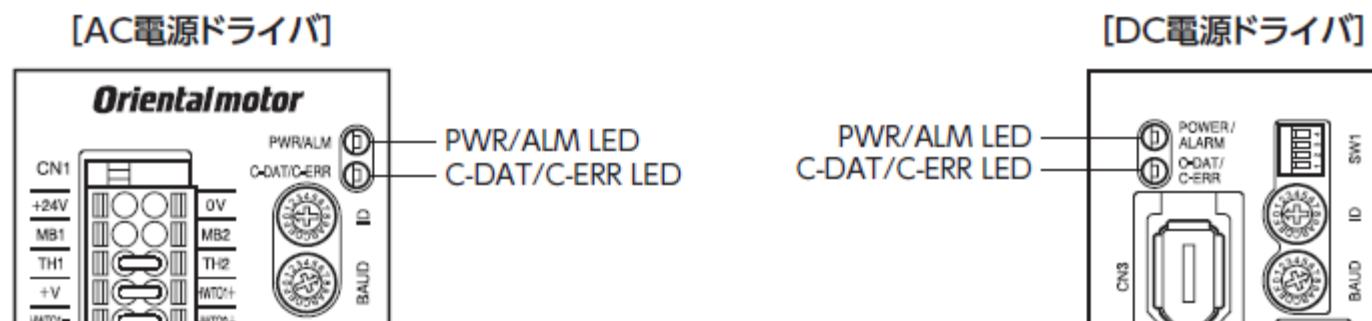 [AC電源ドライバ]
[DC電源ドライバ]
Orientalmotor
PWR/ALM
PWR/ALM LED
C-DAT/C-ERR
C-DAT/C-ERR LED
CN1
+24V
0V
MB1
MB2
TH1
TH2
+V
HWTO1+
ID
BAUD
PWR/ALM LED
C-DAT/C-ERR LED
POWER/
ALARM
C-DAT/
C-ERR
SW1
ID
CN3
BAUD